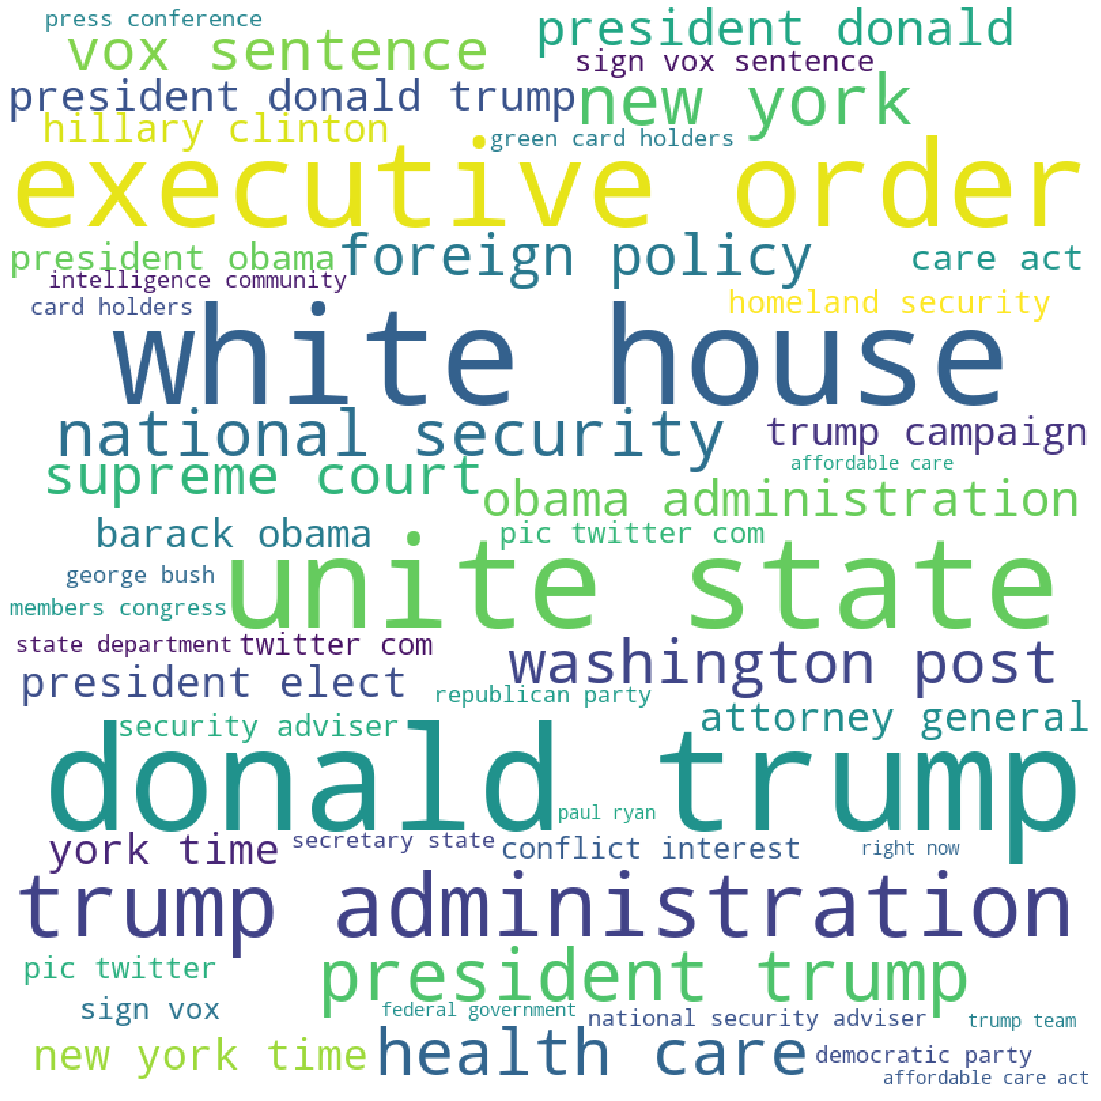 press conference
president donald
vox sentence
sign vox sentence
president donald trump
new york
hillary clinton
green card holders
executive order
president obama
foreign policy
care act
intelligence community
homeland security
card holders
white house
national security
trump campaign
supreme court
affordable care
obama administration
barack obama
pic twitter com
george bush
unite state
members congress
state department
twitter com
washington post
president elect
republican party
security adviser
attorney general
donald trump
paul ryan
york time
secretary state
conflict interest
right now
trump administration
pic twitter
president trump
sign vox
federal government
national security adviser
trump team
new york time
health care
democratic party
affordable care act